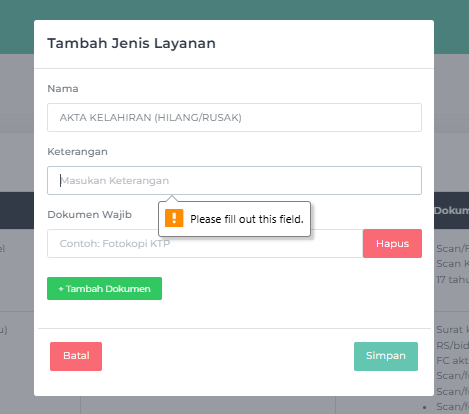 Tambah Jenis Layanan
Nama
AKTA KELAHIRAN (HILANG/RUSAK)
Keterangan
Masukan Keterangan
Please fill out this field.
Dokumen Wajib
Contoh: Fotokopi KTP
Hapus
+ Tambah Dokumen
Batal
Simpan
Scan/F
Scan K
17 tahu
Surat k
RS/bid
FC akt
Scan/f
Scan/f
Scan/f